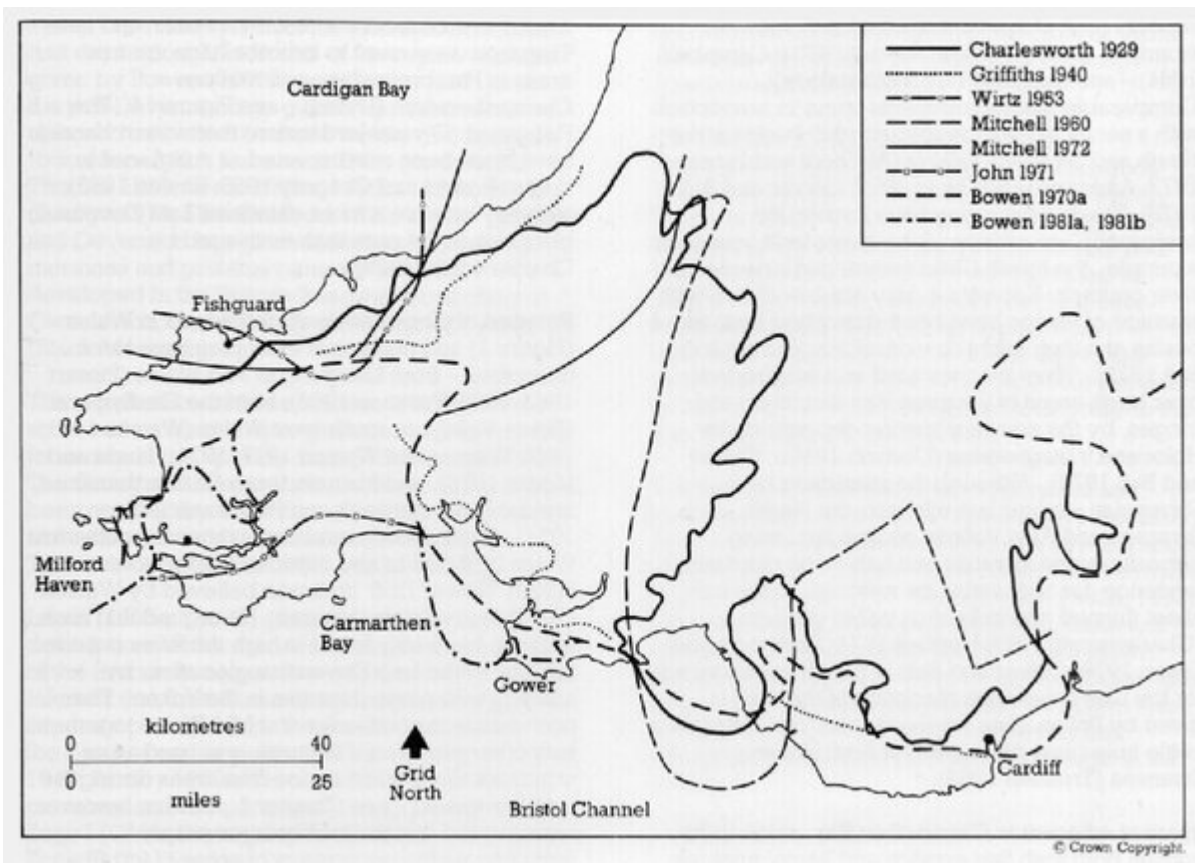 Charlesworth 1929
Griffiths 1940
Wirtz 1953
Mitchell 1960
Mitchell 1972
John 1971
Bowen 1970a
Bowen 1981a, 1981b
Cardigan Bay
Fishguard
Milford
Haven
Carmarthen
Bay
Gower
Cardiff
kilometres
0 40
25
miles
Grid
North
Bristol Channel
© Crown Copyright.